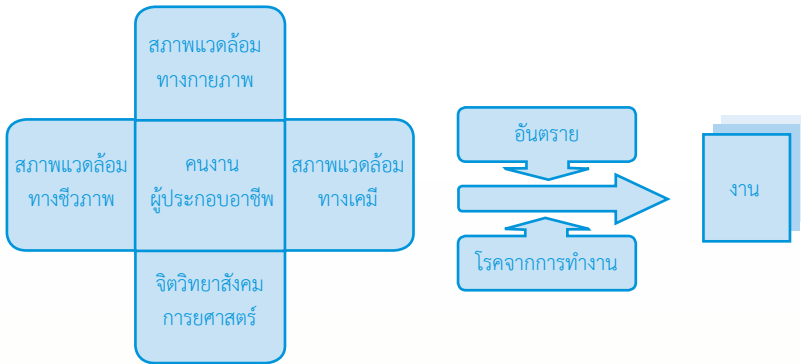 สภาพแวดล้อม
ทางกายภาพ
สภาพแวดล้อม
ทางชีวภาพ
คนงาน
ผู้ประกอบอาชีพ
สภาพแวดล้อม
ทางเคมี
จิตวิทยาสังคม
การยศาสตร์
อันตราย
โรคจากการทำงาน
งาน